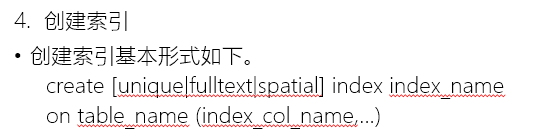 4. 创建索引
• 创建索引基本形式如下。
create [unique|fulltext|spatial] index index_name
on table_name (index_col_name,...)